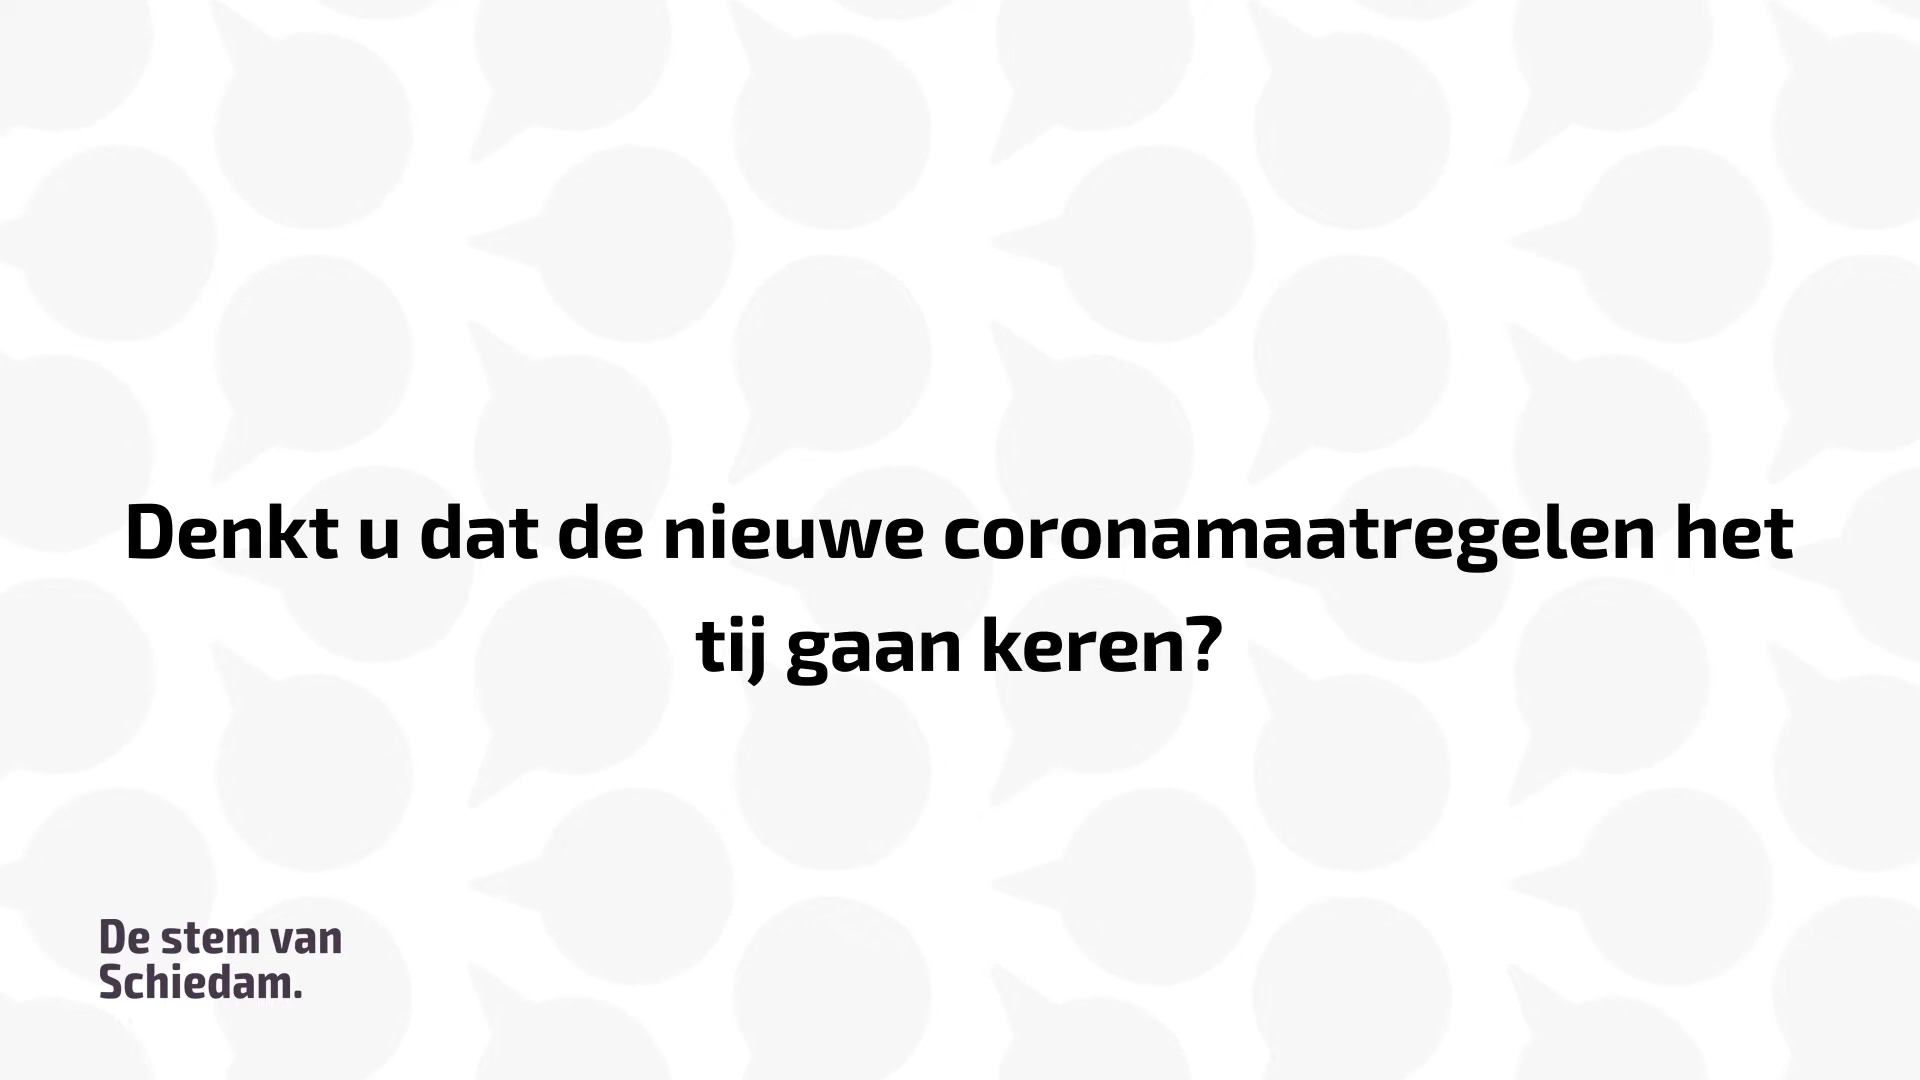 Denkt u dat de nieuwe coronamaatregelen het
tij gaan keren?
De stem van
Schiedam.